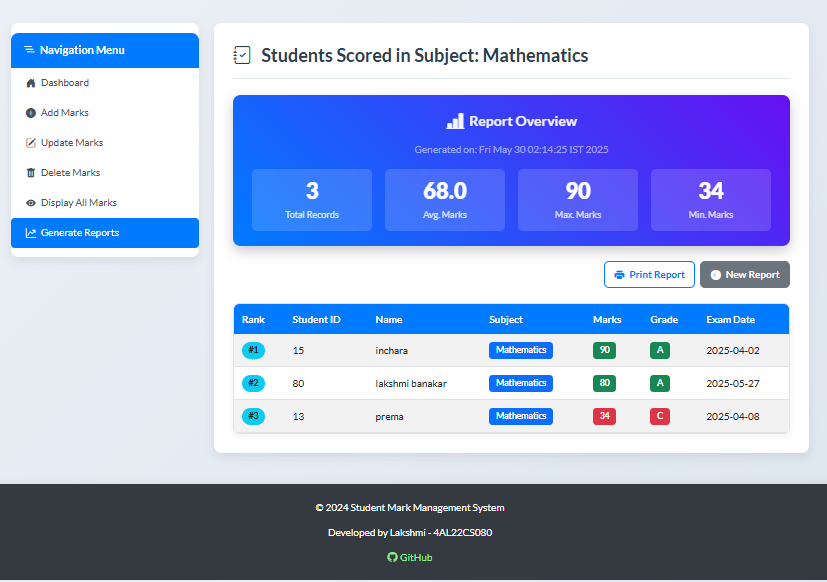 Navigation Menu
Dashboard
Add Marks
Update Marks
Delete Marks
Display All Marks
Generate Reports
Students Scored in Subject: Mathematics
Report Overview
Generated on: Fri May 30 02:14:25 IST 2025
3 68.0 90 34
Total Records Avg. Marks Max. Marks Min. Marks
Print Report New Report
Rank Student ID Name Subject Marks Grade Exam Date
#1 15 inchara Mathematics 90 A 2025-04-02
#2 80 lakshmi banakar Mathematics 80 A 2025-05-27
#3 13 prema Mathematics 34 C 2025-04-08
© 2024 Student Mark Management System
Developed by Lakshmi - 4AL22CS080
GitHub